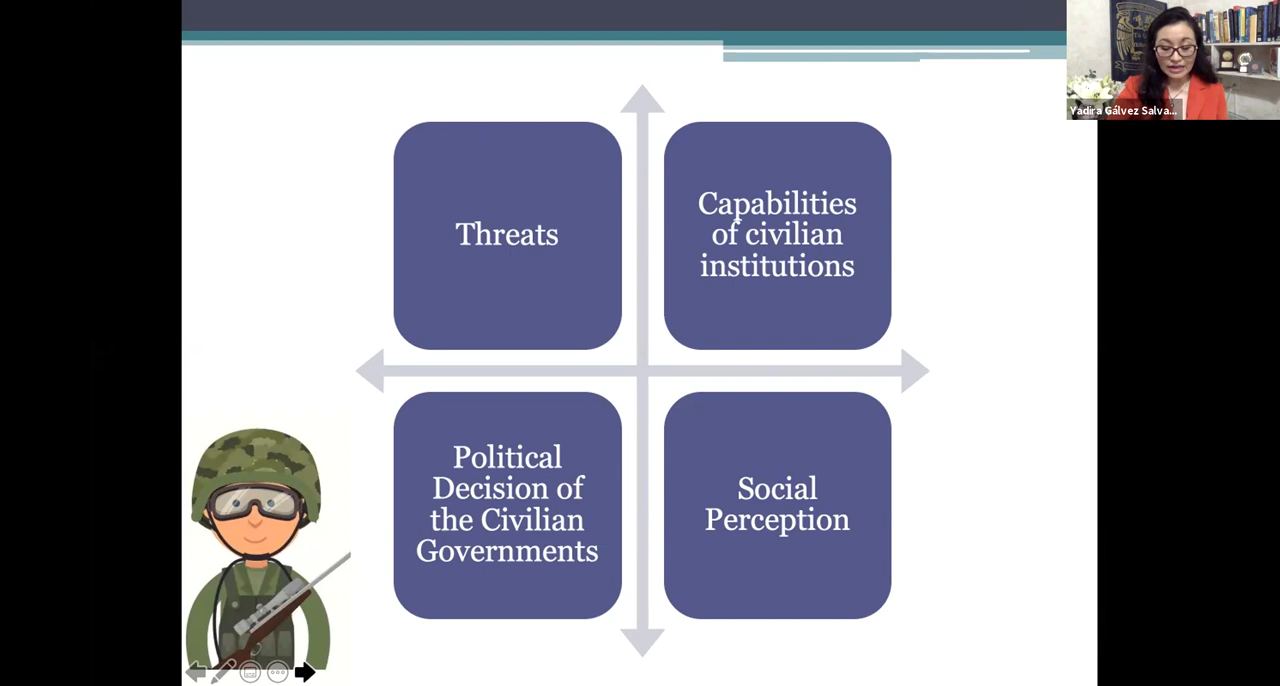 Threats
Capabilities
of civilian
institutions
Political
Decision of
the Civilian
Governments
Social
Perception
Yadira Gálvez Salva...